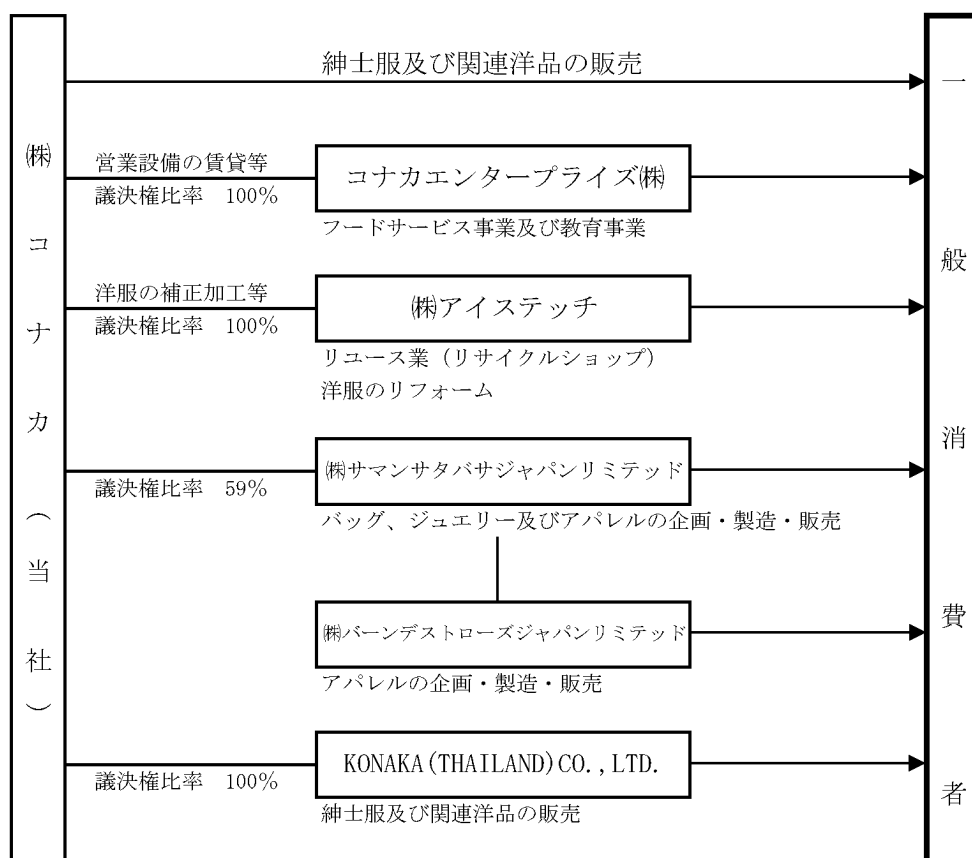 ㈱コナカ(当社)
紳士服及び関連洋品の販売
営業設備の賃貸等
議決権比率 100%
コナカエンタープライズ㈱
フードサービス事業及び教育事業
洋服の補正加工等
議決権比率 100%
㈱アイステッチ
リユース業(リサイクルショップ)
洋服のリフォーム
議決権比率 59%
㈱サマンサタバサジャパンリミテッド
バッグ、ジュエリー及びアパレルの企画・製造・販売
㈱バーンデストローズジャパンリミテッド
アパレルの企画・製造・販売
議決権比率 100%
KONAKA(THAILAND)CO.,LTD.
紳士服及び関連洋品の販売
一般消費者